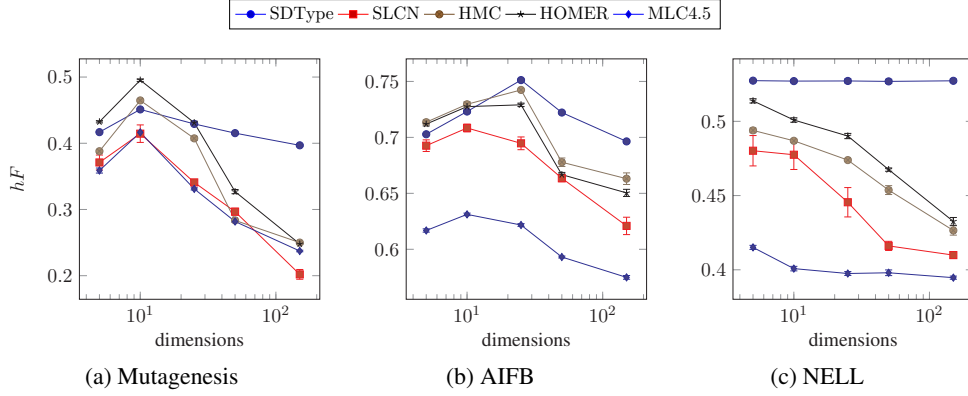 SDType SLCN HMC HOMER MLC4.5
hF
0.5
0.4
0.3
0.2
10^1 10^2
dimensions
(a) Mutagenesis
0.75
0.7
0.65
0.6
10^1 10^2
dimensions
(b) AIFB
0.5
0.45
0.4
10^1 10^2
dimensions
(c) NELL